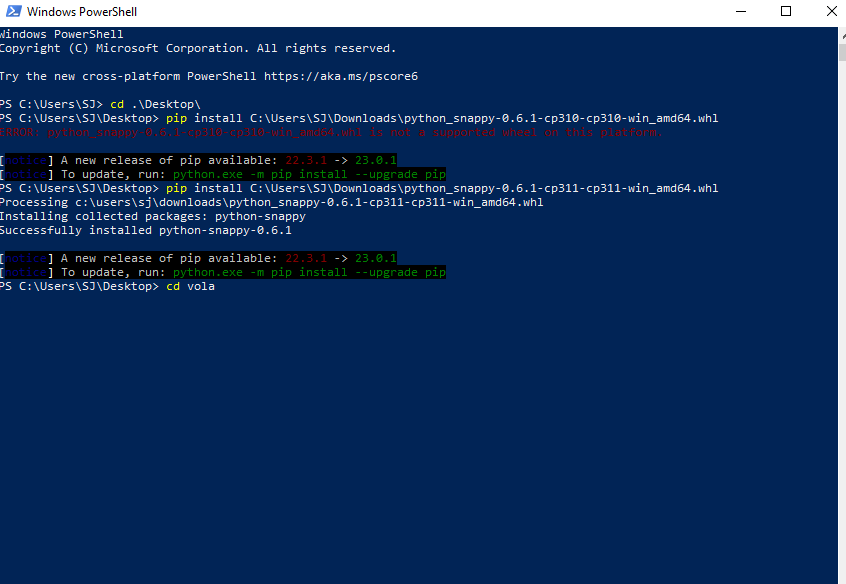 Windows PowerShell
Windows PowerShell
Copyright (C) Microsoft Corporation. All rights reserved.
Try the new cross-platform PowerShell https://aka.ms/pscore6
PS C:\Users\SJ> cd .\Desktop\
PS C:\Users\SJ\Desktop> pip install C:\Users\SJ\Downloads\python_snappy-0.6.1-cp310-cp310-win_amd64.whl
ERROR: python_snappy-0.6.1-cp310-cp310-win_amd64.whl is not a supported wheel on this platform.
[notice] A new release of pip available: 22.3.1 -> 23.0.1
[notice] To update, run: python.exe -m pip install --upgrade pip
PS C:\Users\SJ\Desktop> pip install C:\Users\SJ\Downloads\python_snappy-0.6.1-cp311-cp311-win_amd64.whl
Processing c:\users\sj\downloads\python_snappy-0.6.1-cp311-cp311-win_amd64.whl
Installing collected packages: python-snappy
Successfully installed python-snappy-0.6.1
[notice] A new release of pip available: 22.3.1 -> 23.0.1
[notice] To update, run: python.exe -m pip install --upgrade pip
PS C:\Users\SJ\Desktop> cd vola